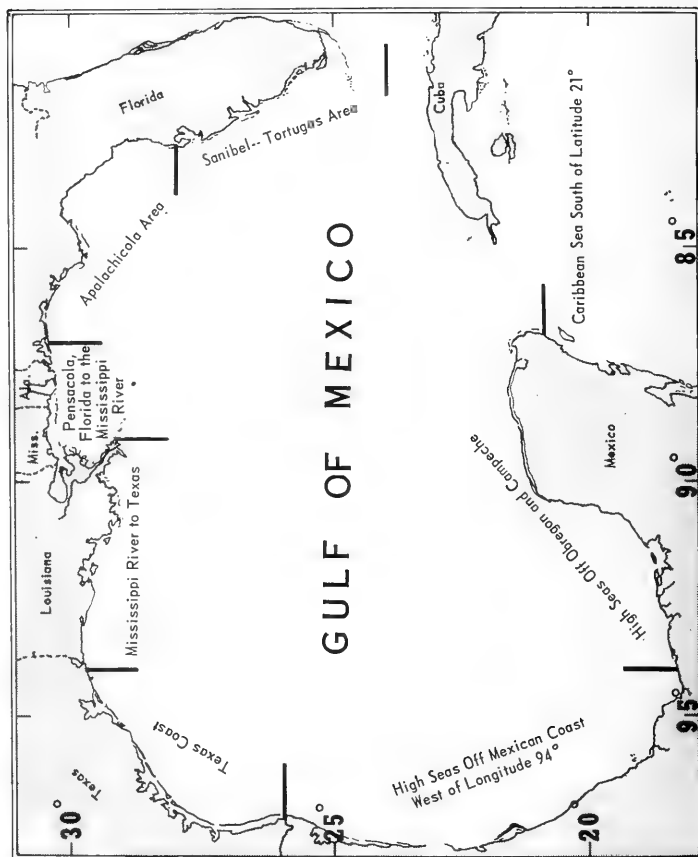 Florida
Sanibel-- Tortugas Area
Cuba
Apalachicola Area
Ala.
Miss.
Pensacola,
Florida to the
Mississippi
River
Louisiana
Mississippi River to Texas
GULF OF MEXICO
Caribbean Sea South of Latitude 21°
Mexico
High Seas Off Obregon and Campeche
Texas
Texas Coast
High Seas Off Mexican Coast
West of Longitude 94°
30°
25°
20°
85°
90°
95°